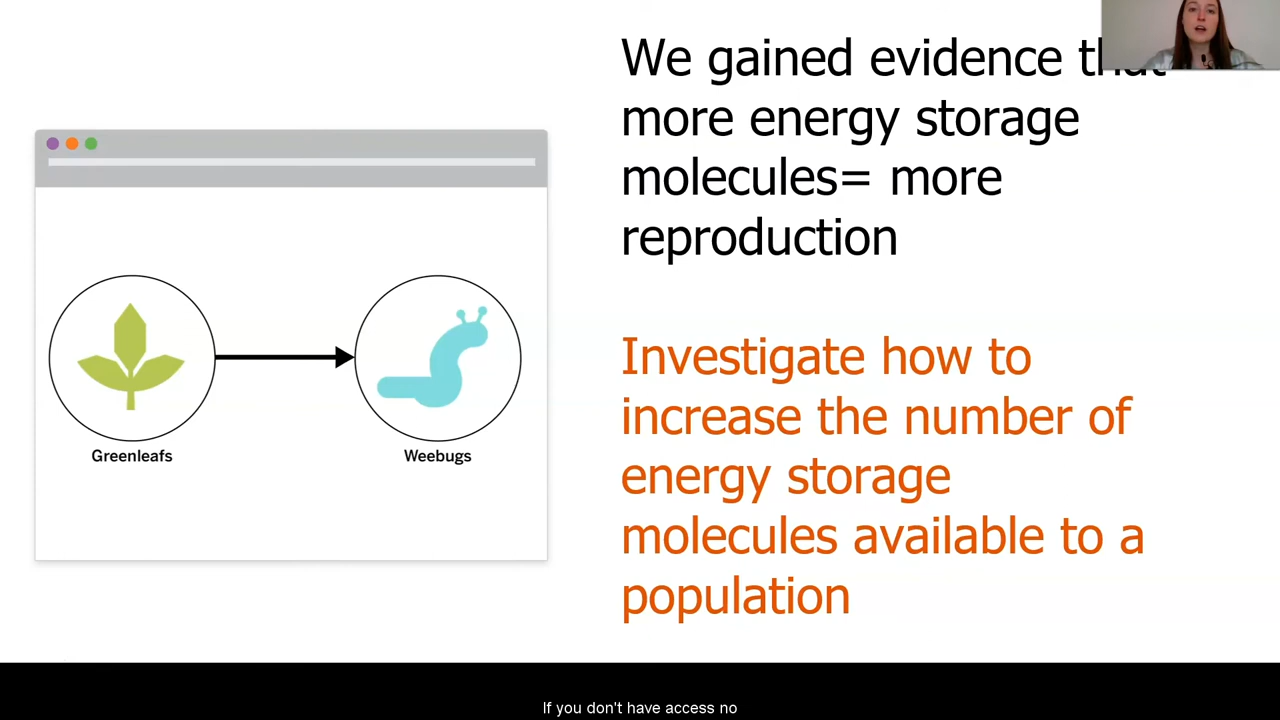 We gained evidence that
more energy storage
molecules= more
reproduction
Investigate how to
increase the number of
energy storage
molecules available to a
population
Greenleafs
Weebugs
If you don't have access no